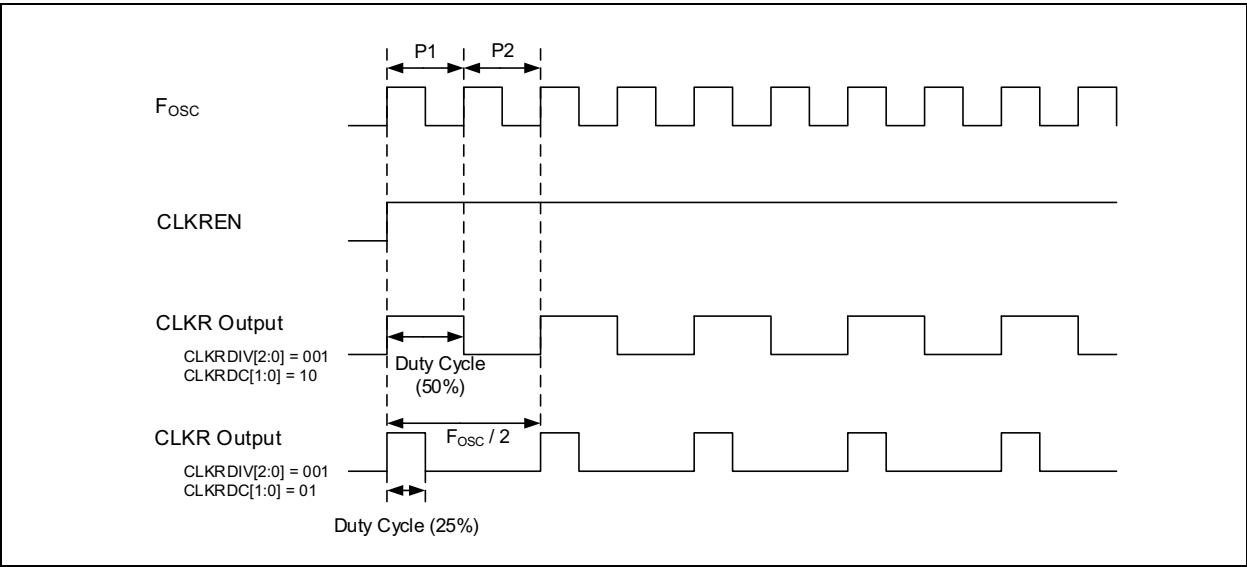 P1 P2
FOSC
CLKREN
CLKR Output
CLKRDIV[2:0] = 001
CLKRDC[1:0] = 10
Duty Cycle
(50%)
FOSC / 2
CLKR Output
CLKRDIV[2:0] = 001
CLKRDC[1:0] = 01
Duty Cycle (25%)